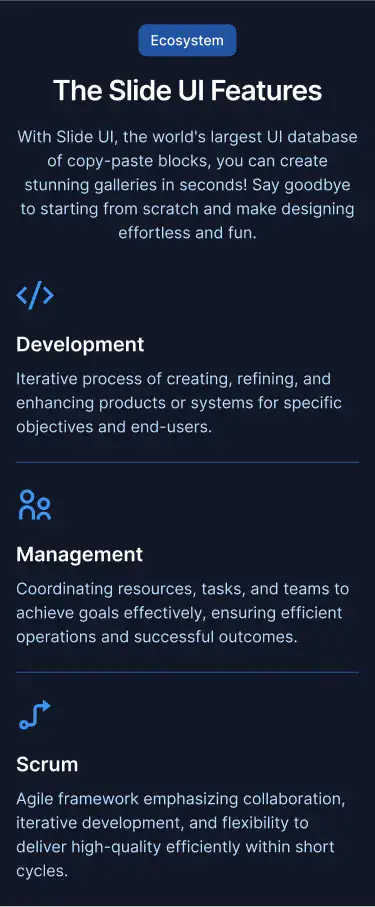 Ecosystem
The Slide UI Features
With Slide UI, the world's largest UI database
of copy-paste blocks, you can create
stunning galleries in seconds! Say goodbye
to starting from scratch and make designing
effortless and fun.
Development
Iterative process of creating, refining, and
enhancing products or systems for specific
objectives and end-users.
Management
Coordinating resources, tasks, and teams to
achieve goals effectively, ensuring efficient
operations and successful outcomes.
Scrum
Agile framework emphasizing collaboration,
iterative development, and flexibility to
deliver high-quality efficiently within short
cycles.